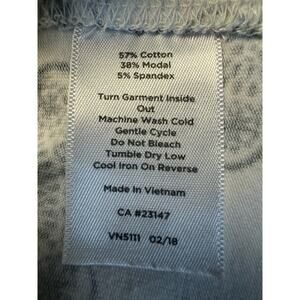 57% Cotton
38% Modal
5% Spandex
Turn Garment Inside
Out
Machine Wash Cold
Gentle Cycle
Do Not Bleach
Tumble Dry Low
Cool Iron On Reverse
Made in Vietnam
CA #23147
VN5111 02/18